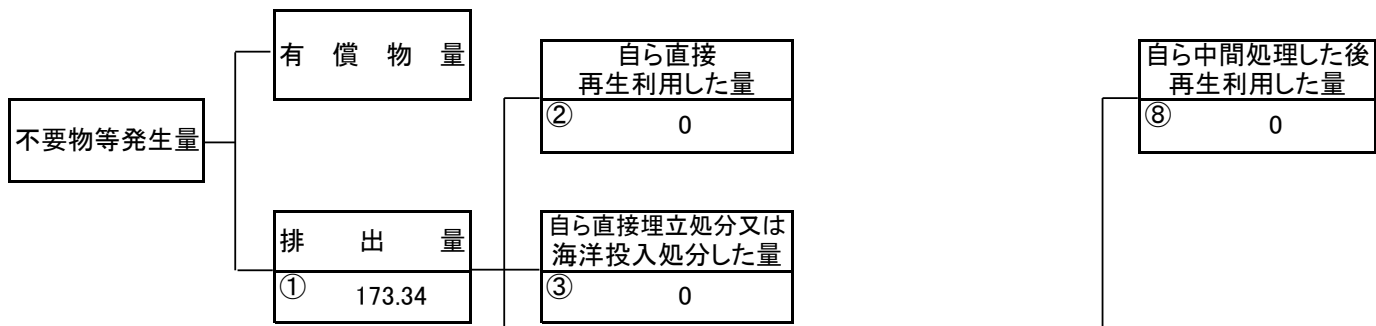 不要物等発生量
有償物量
排出量
① 173.34
自ら直接
再生利用した量
② 0
自ら直接埋立処分又は
海洋投入処分した量
③ 0
自ら中間処理した後
再生利用した量
⑧ 0